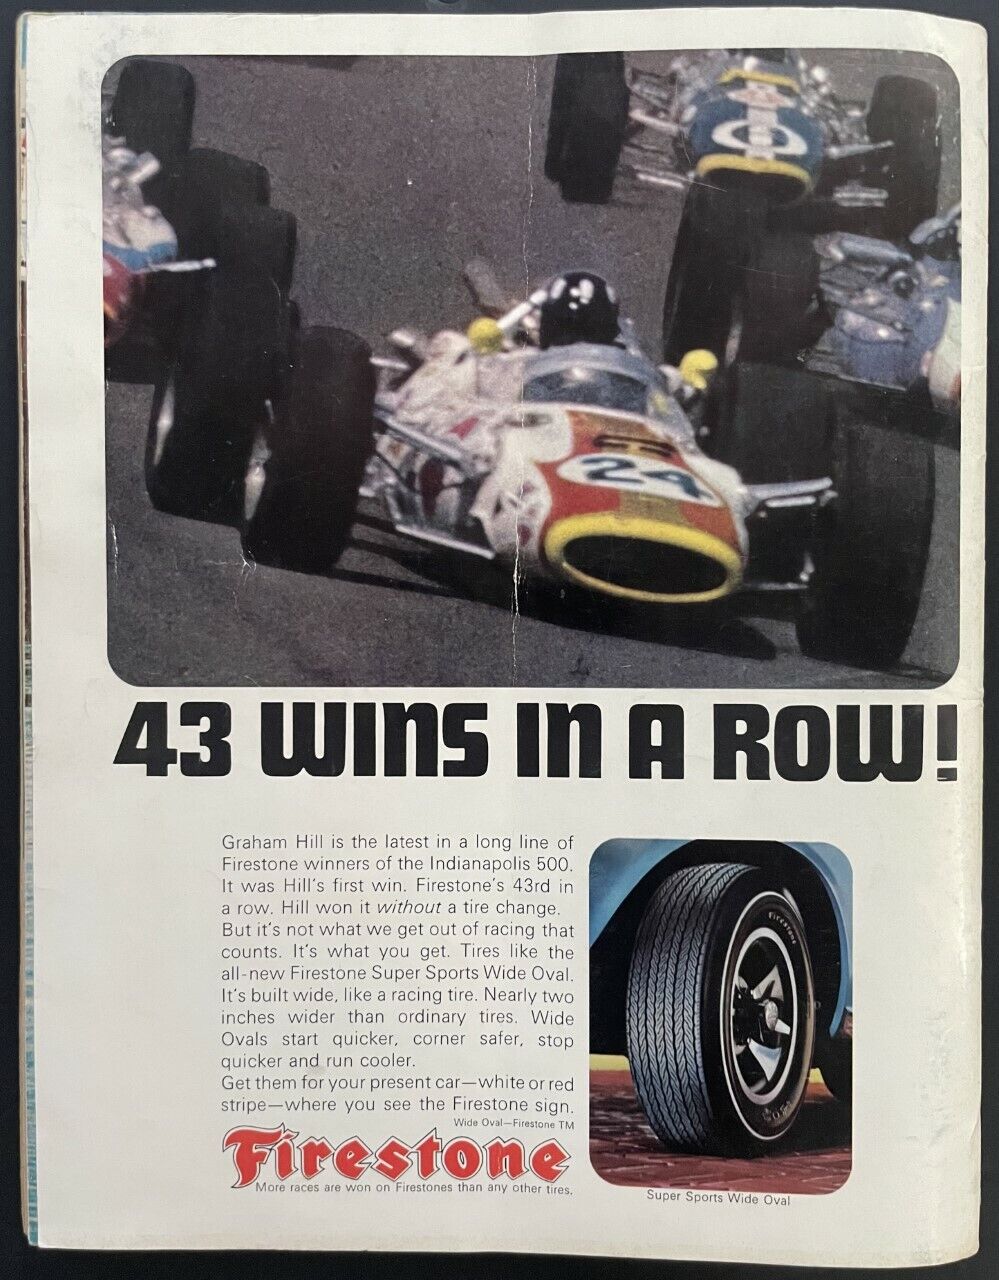 0
24
43 WINS IN A ROW!
Graham Hill is the latest in a long line of
Firestone winners of the Indianapolis 500.
It was Hill's first win. Firestone's 43rd in
a row. Hill won it without a tire change.
But it's not what we get out of racing that
counts. It's what you get. Tires like the
all-new Firestone Super Sports Wide Oval.
It's built wide, like a racing tire. Nearly two
inches wider than ordinary tires. Wide
Ovals start quicker, corner safer, stop
quicker and run cooler.
Get them for your present car—white or red
stripe—where you see the Firestone sign.
Wide Oval—Firestone TM
Firestone
More races are won on Firestones than any other tires.
Firestone
Super Sports Wide Oval